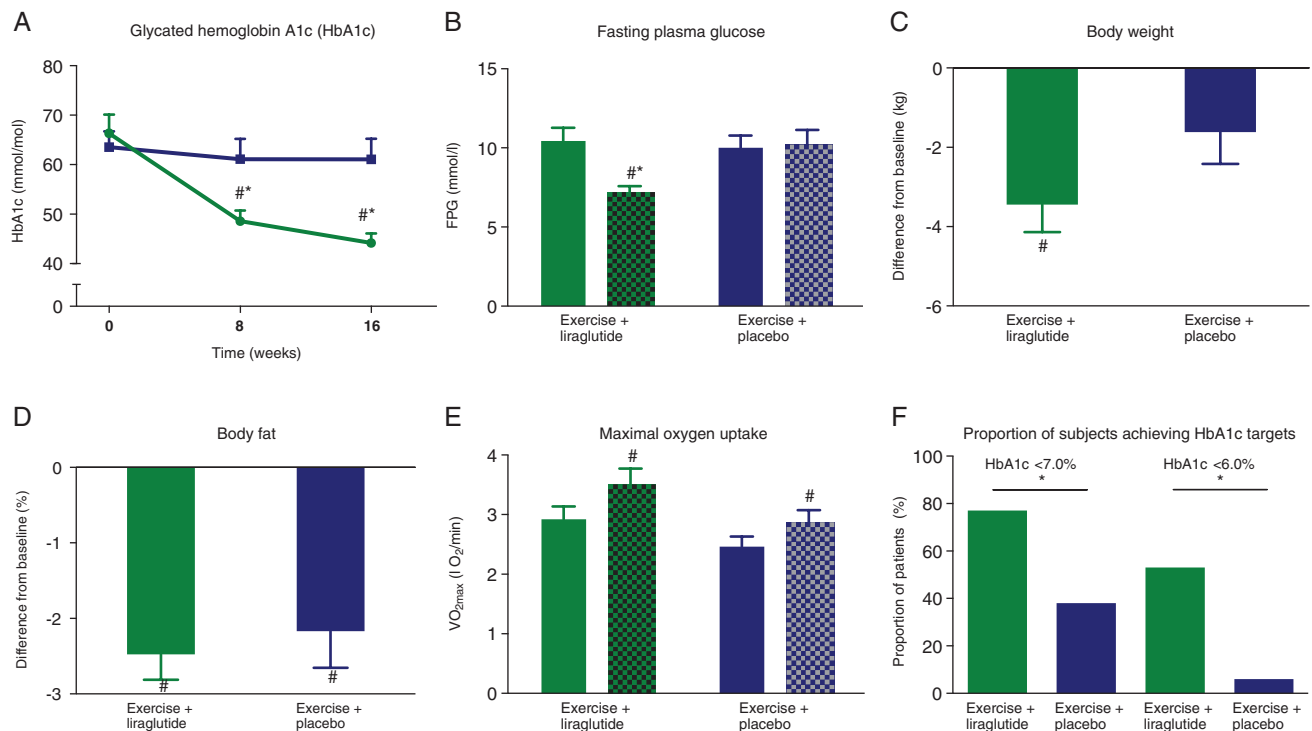 A
Glycated hemoglobin A1c (HbA1c)
80
70
60
50
40
0
HbA1c (mmol/mol)
#*
#*
0
8
16
Time (weeks)
B
Fasting plasma glucose
15
10
5
0
FPG (mmol/l)
#*
Exercise +
liraglutide
Exercise +
placebo
C
Body weight
0
-2
-4
-6
Difference from baseline (kg)
#
Exercise +
liraglutide
Exercise +
placebo
D
Body fat
0
-1
-2
-3
Difference from baseline (%)
#
#
Exercise +
liraglutide
Exercise +
placebo
E
Maximal oxygen uptake
4
3
2
1
0
VO2max (l O2/min)
#
#
Exercise +
liraglutide
Exercise +
placebo
F
Proportion of subjects achieving HbA1c targets
100
80
60
40
20
0
Proportion of patients (%)
HbA1c <7.0%
*
HbA1c <6.0%
*
Exercise +
liraglutide
Exercise +
placebo
Exercise +
liraglutide
Exercise +
placebo